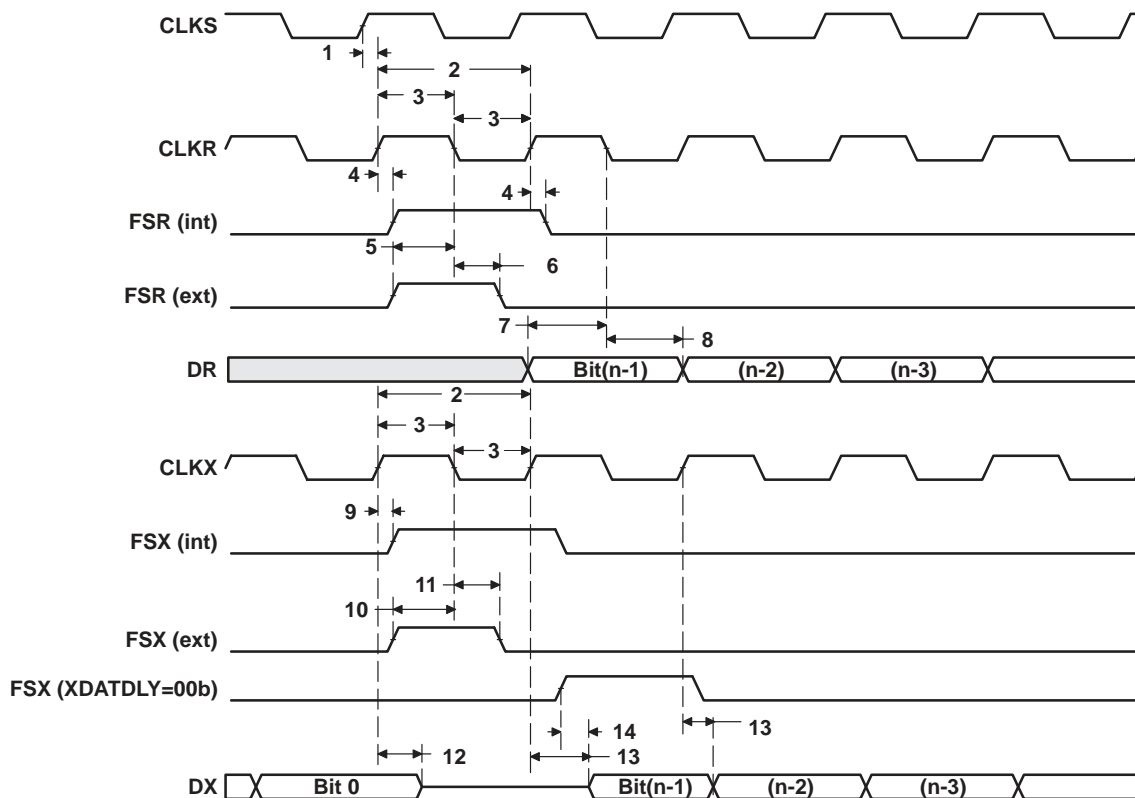 CLKS
1
2
3
3
CLKR
4
4
FSR (int)
5
6
FSR (ext)
7
8
DR
Bit(n-1)
(n-2)
(n-3)
2
3
3
CLKX
9
FSX (int)
11
10
FSX (ext)
FSX (XDATDLY=00b)
14
13
12
13
DX
Bit 0
Bit(n-1)
(n-2)
(n-3)